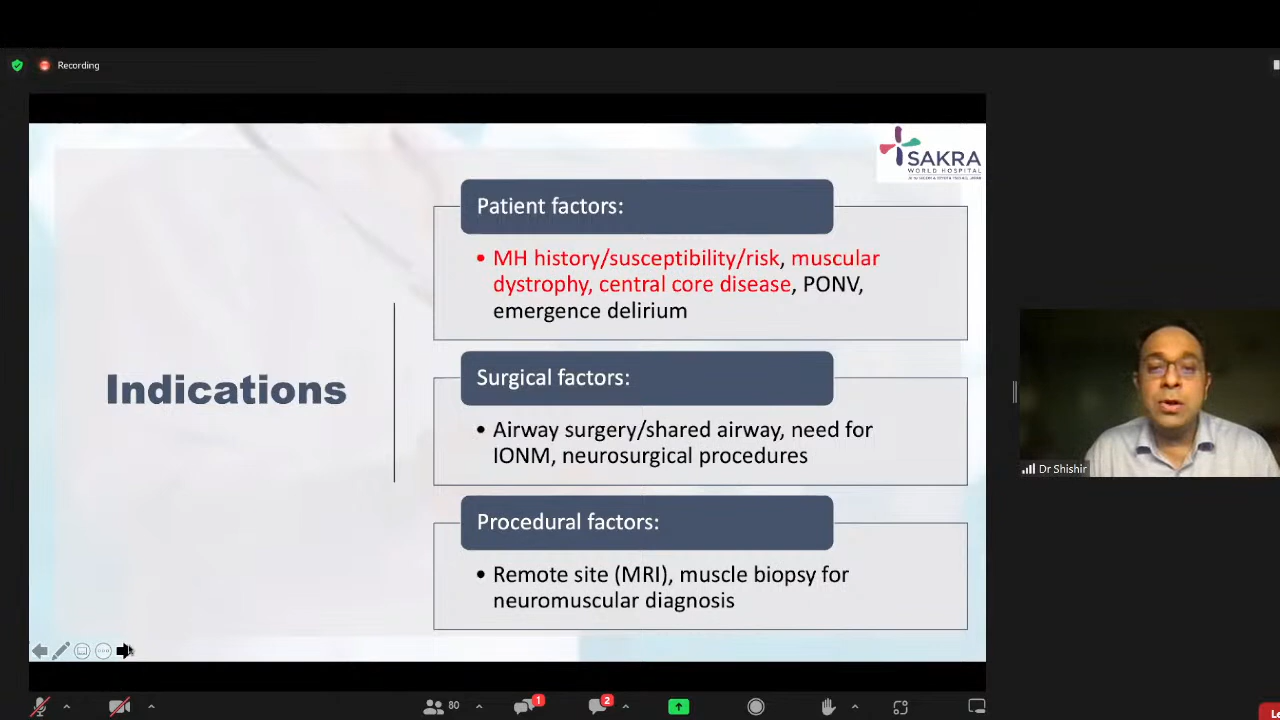 Recording
SAKRA
WORLD HOSPITAL
Patient factors:
• MH history/susceptibility/risk, muscular
dystrophy, central core disease, PONV,
emergence delirium
Indications
Surgical factors:
• Airway surgery/shared airway, need for
IONM, neurosurgical procedures
Procedural factors:
• Remote site (MRI), muscle biopsy for
neuromuscular diagnosis
Dr Shishir
80
1
2